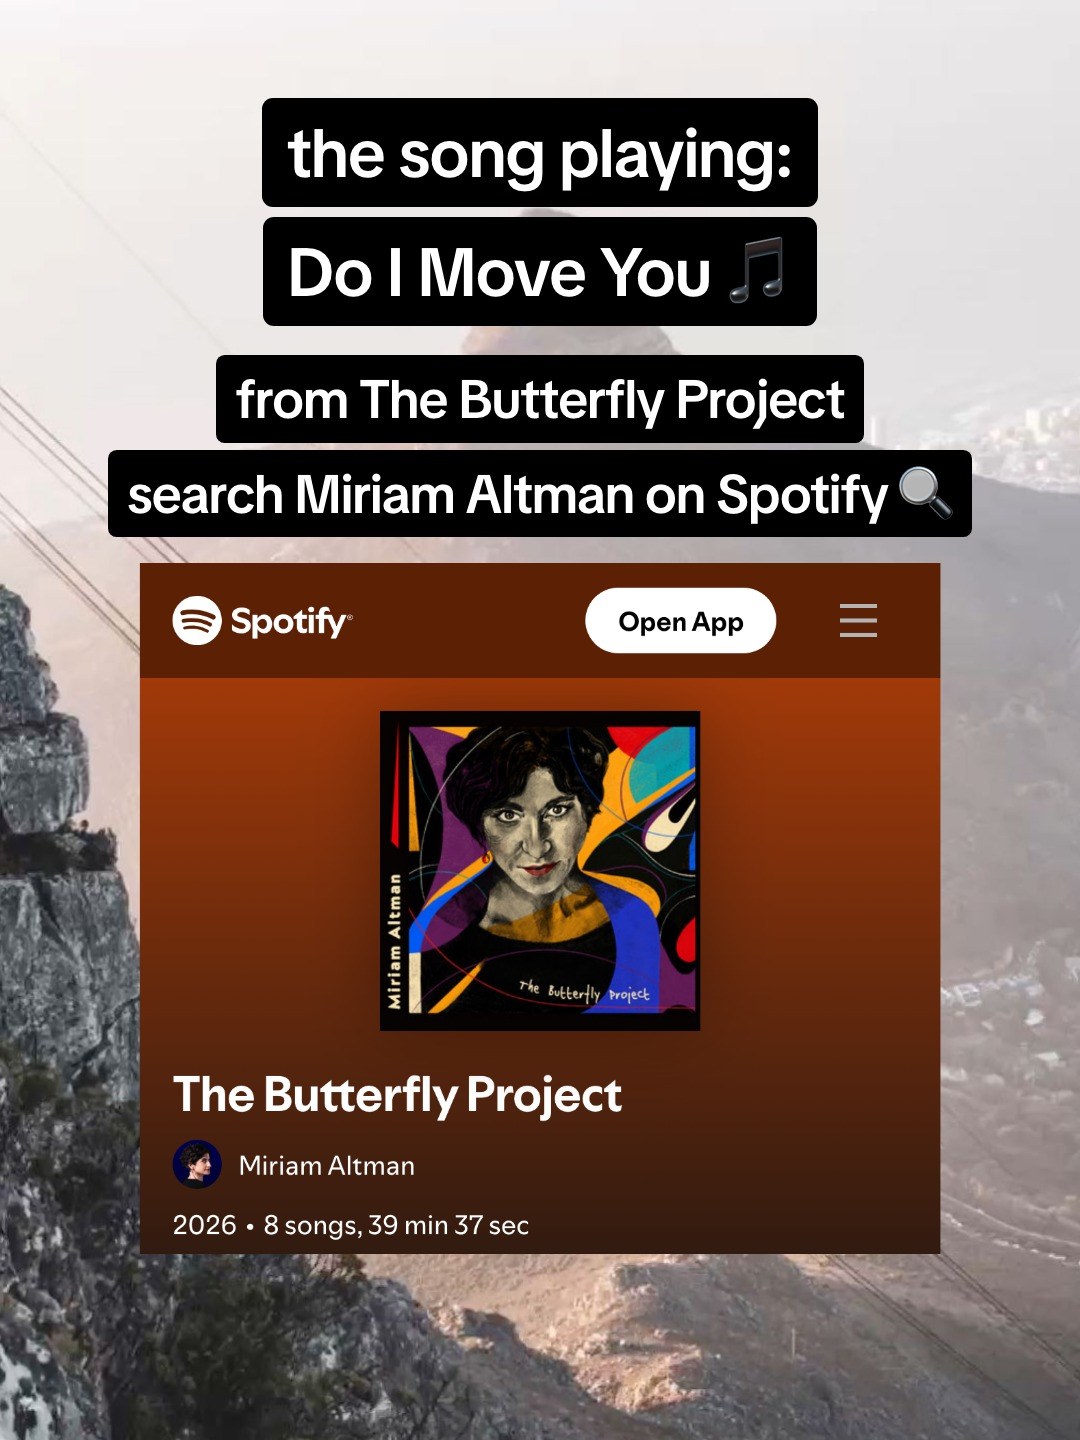 the song playing:
Do I Move You 🎵
from The Butterfly Project
search Miriam Altman on Spotify 🔍
Spotify®
Open App
Miriam Altman
The Butterfly Project
The Butterfly Project
Miriam Altman
2026 • 8 songs, 39 min 37 sec